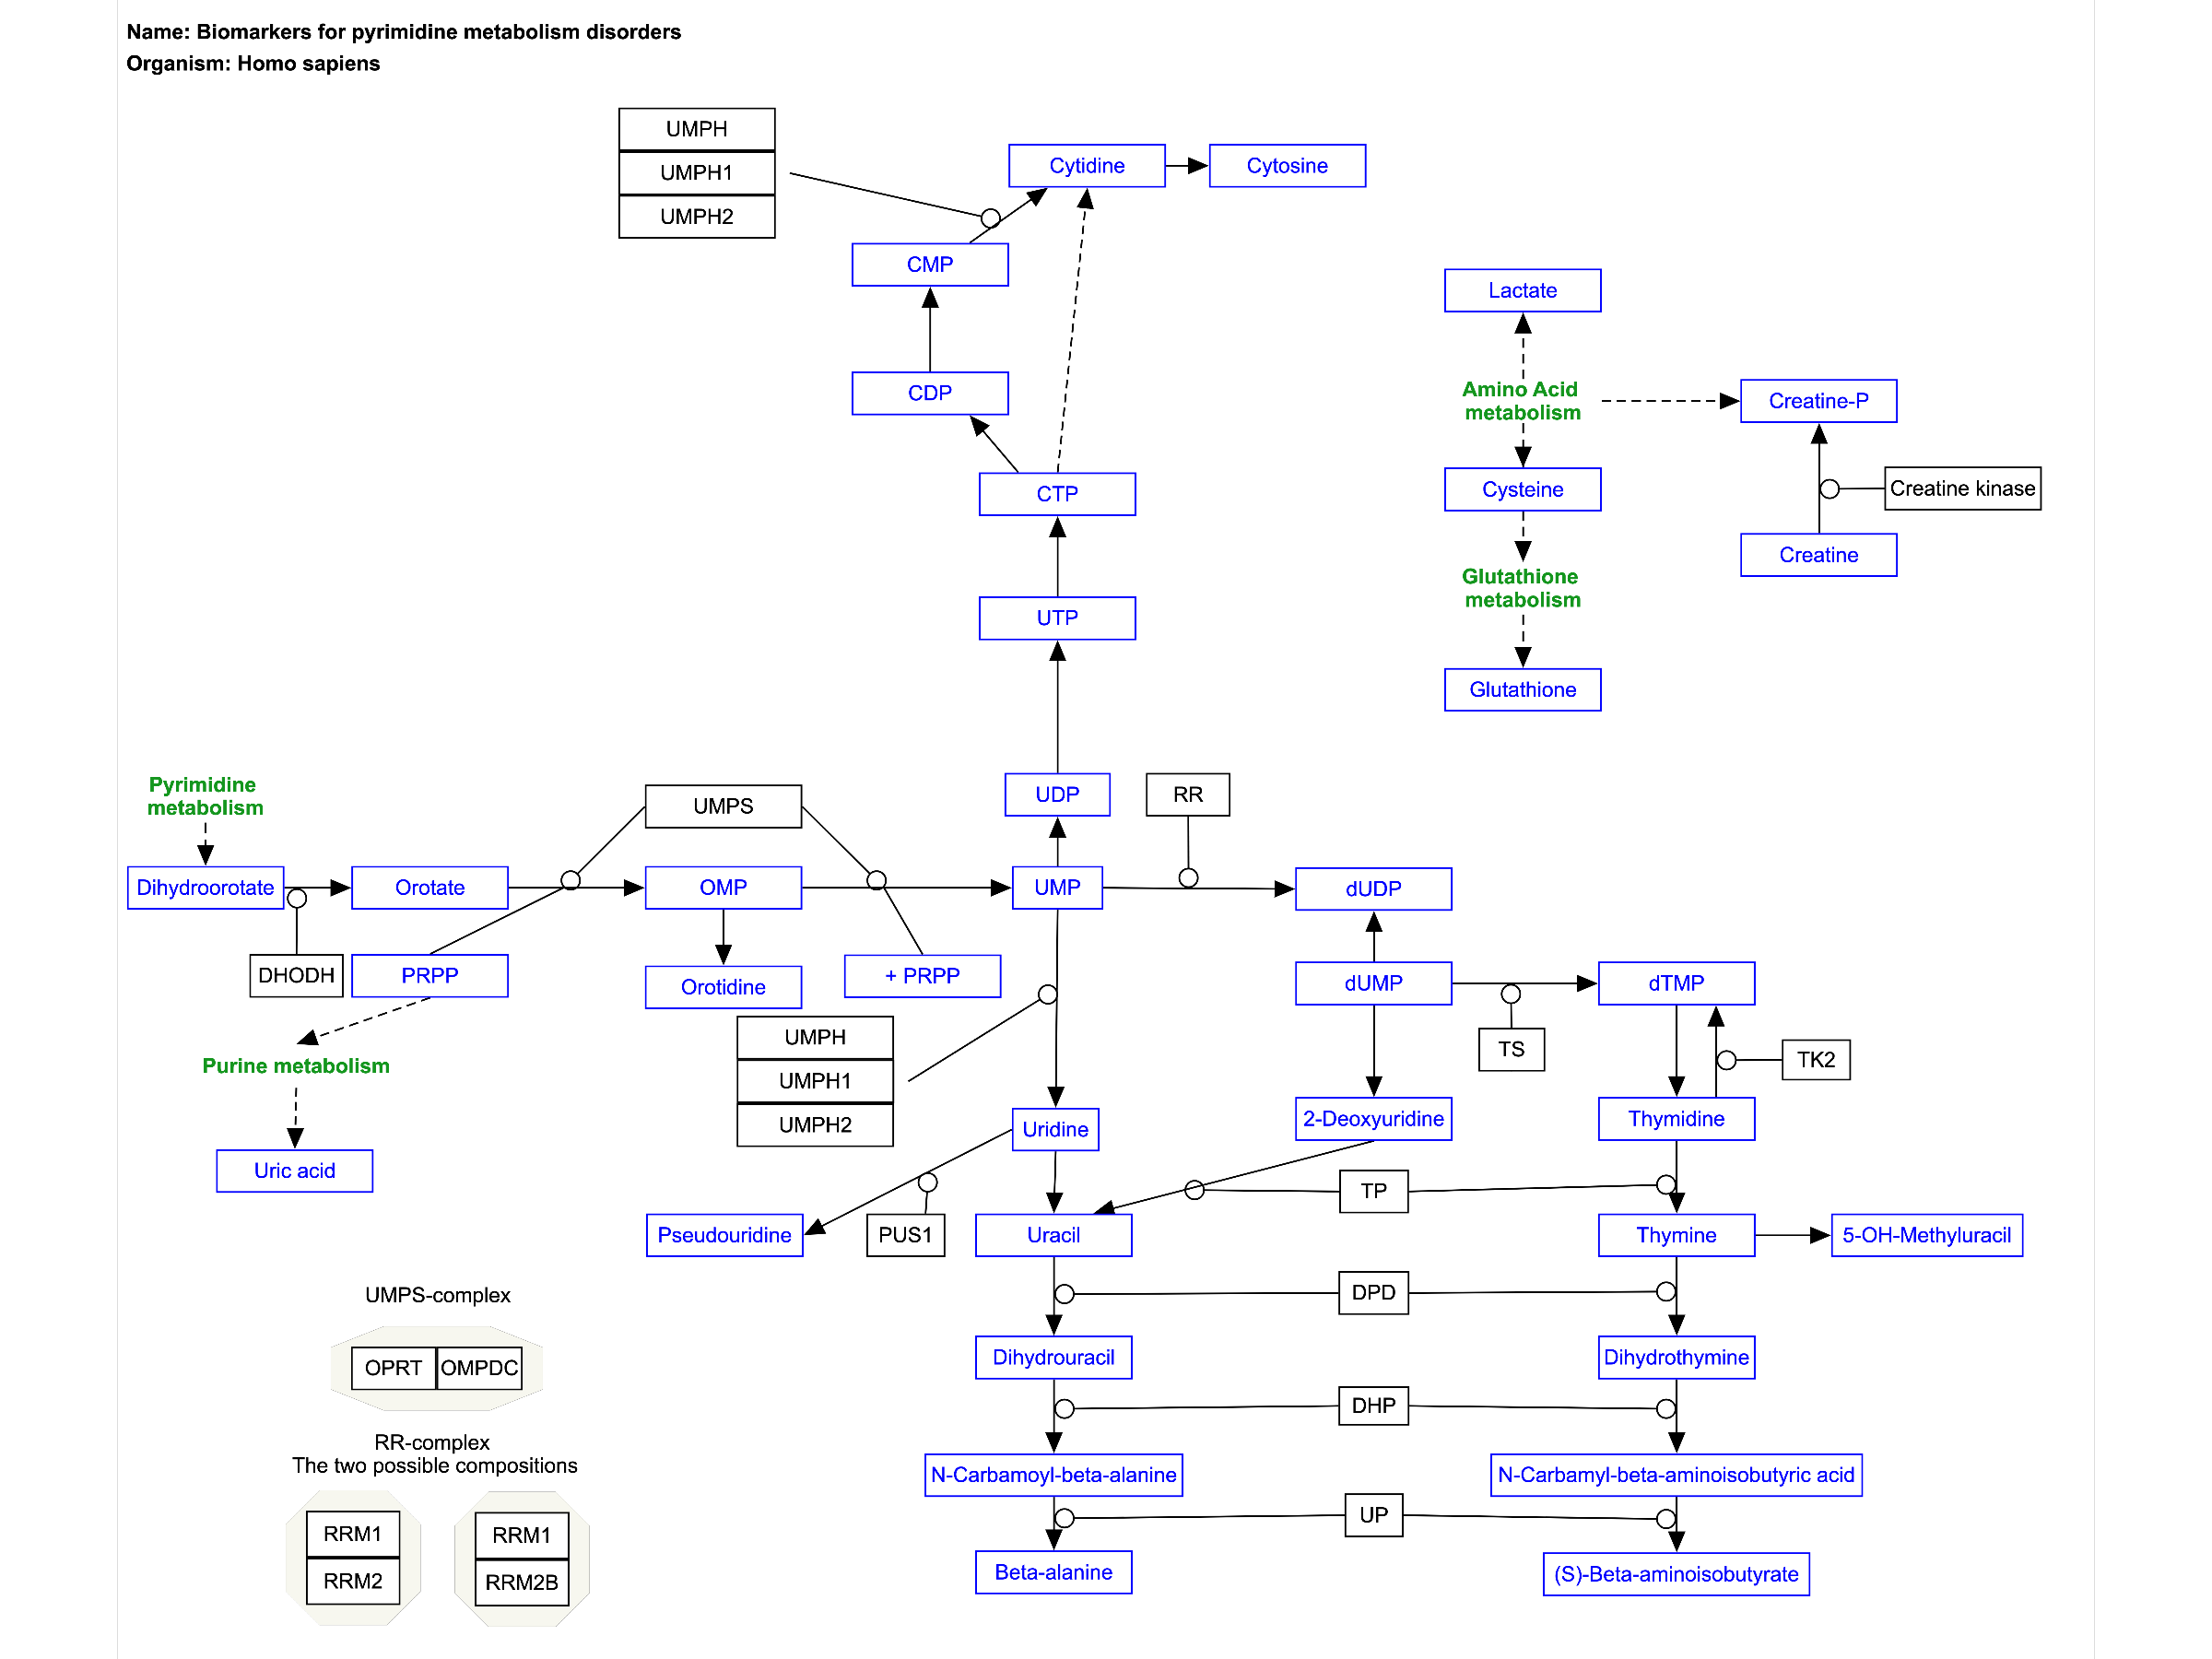 Name: Biomarkers for pyrimidine metabolism disorders
Organism: Homo sapiens
UMPH
UMPH1
UMPH2
Cytidine
Cytosine
CMP
CDP
CTP
UTP
Lactate
Amino Acid
metabolism
Creatine-P
Cysteine
Creatine kinase
Creatine
Glutathione
metabolism
Glutathione
Pyrimidine
metabolism
UMPS
UDP
RR
Dihydroorotate
Orotate
OMP
UMP
dUDP
DHODH
PRPP
Orotidine
+ PRPP
dUMP
dTMP
TS
TK2
Purine metabolism
UMPH
UMPH1
UMPH2
Uridine
2-Deoxyuridine
Thymidine
Uric acid
TP
Pseudouridine
PUS1
Uracil
Thymine
5-OH-Methyluracil
DPD
UMPS-complex
OPRT
OMPDC
Dihydrouracil
Dihydrothymine
DHP
RR-complex
The two possible compositions
N-Carbamoyl-beta-alanine
N-Carbamyl-beta-aminoisobutyric acid
UP
RRM1
RRM2
RRM1
RRM2B
Beta-alanine
(S)-Beta-aminoisobutyrate